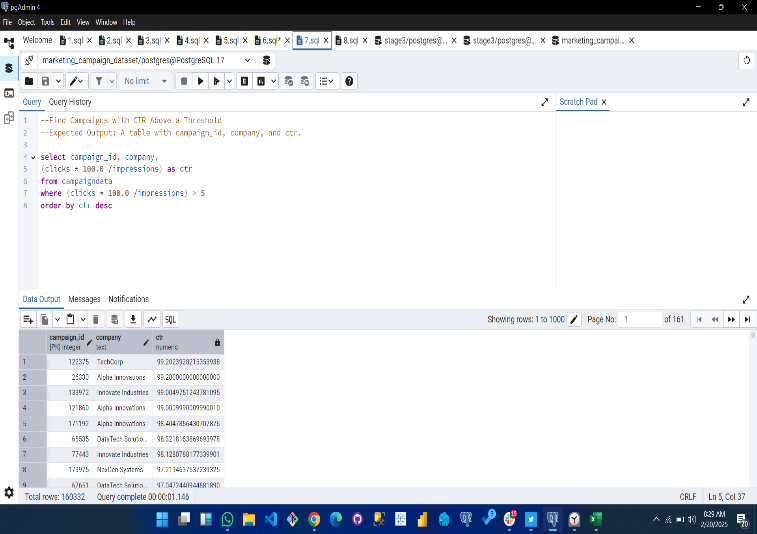 pgAdmin 4
File Object Tools Edit View Window Help
Welcome 1.sql 2.sql 3.sql 4.sql 5.sql 6.sql* 7.sql 8.sql stage3/postgres@... stage3/postgres@... marketing_campai...
marketing_campaign_dataset/postgres@PostgreSQL 17
No limit
Query Query History
Scratch Pad
1 --Find Campaigns with CTR Above a Threshold
2 --Expected Output: A table with campaign_id, company, and ctr.
3
4 select campaign_id, company,
5 (clicks * 100.0 /impressions) as ctr
6 from campaigndata
7 where (clicks * 100.0 /impressions) > 5
8 order by ctr desc
Data Output Messages Notifications
SQL
Showing rows: 1 to 1000 Page No: 1 of 161
campaign_id company ctr
[PK] integer text numeric
1 122375 TechCorp 99.2023928215353938
2 26330 Alpha Innovations 99.2000000000000000
3 133972 Innovate Industries 99.0049751243781095
4 121860 Alpha Innovations 99.0009990009990010
5 171192 Alpha Innovations 98.4047856430707876
6 65535 DataTech Solutio... 98.3218163869693978
7 77443 Innovate Industries 98.1280788177339901
8 173975 NexGen Systems 97.2194637537239325
9 67651 DataTech Solutio... 97.0472440944881890
Total rows: 160332 Query complete 00:00:01.146 CRLF Ln 5, Col 37
8:29 AM
2/20/2025